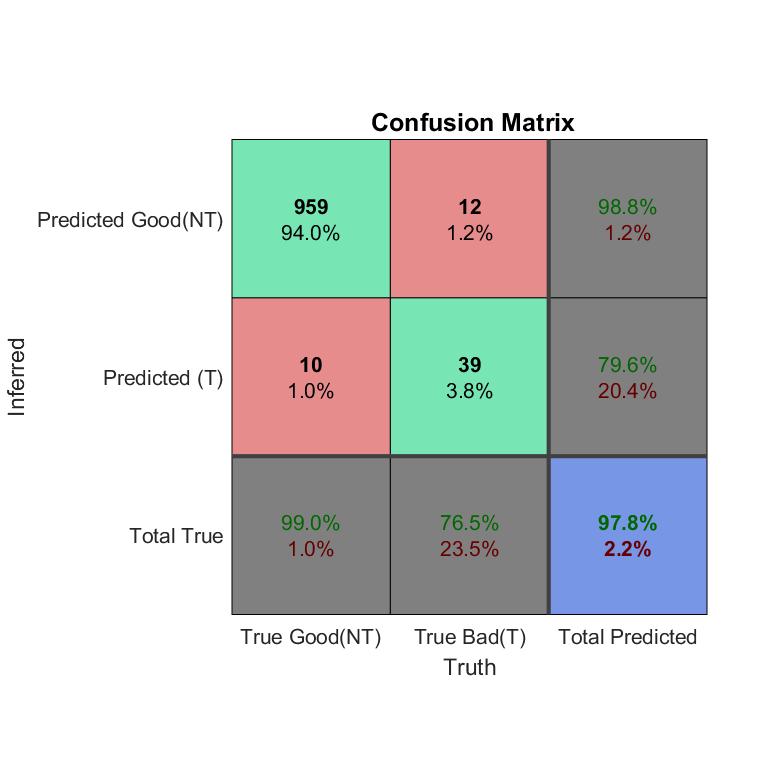 Confusion Matrix
Predicted Good(NT)
959
94.0%
12
1.2%
98.8%
1.2%
Inferred
Predicted (T)
10
1.0%
39
3.8%
79.6%
20.4%
Total True
99.0%
1.0%
76.5%
23.5%
97.8%
2.2%
True Good(NT)
True Bad(T)
Total Predicted
Truth